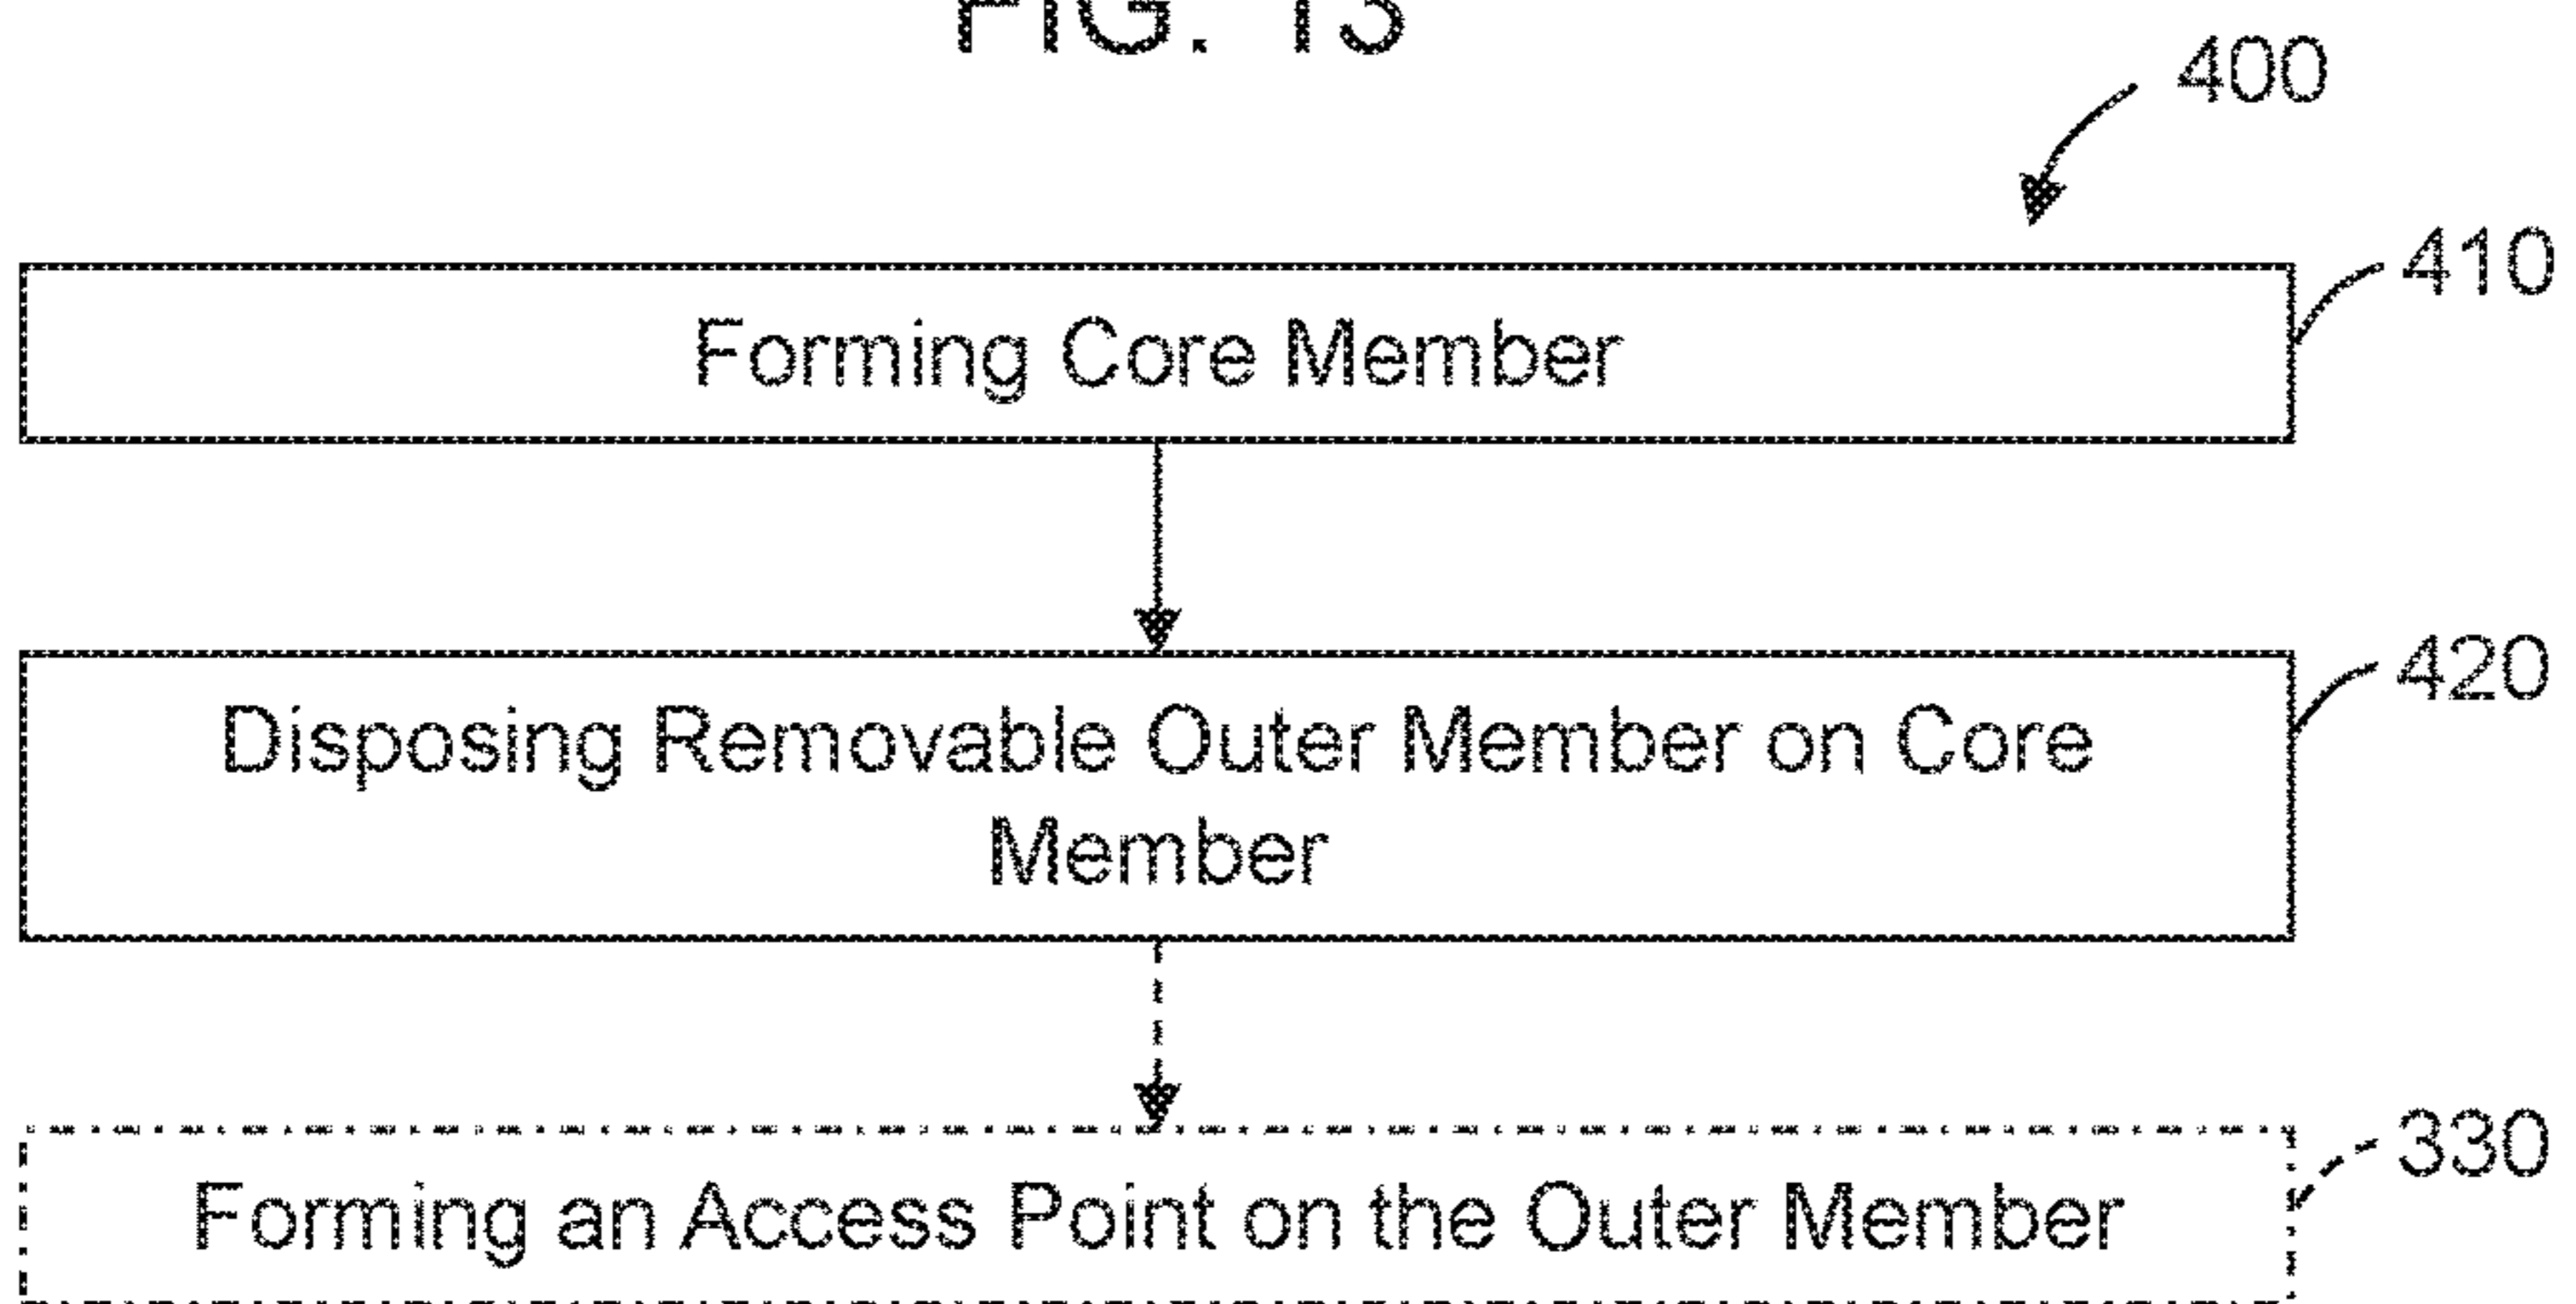 FIG. 13
400
410
Forming Core Member
420
Disposing Removable Outer Member on Core
Member
330
Forming an Access Point on the Outer Member